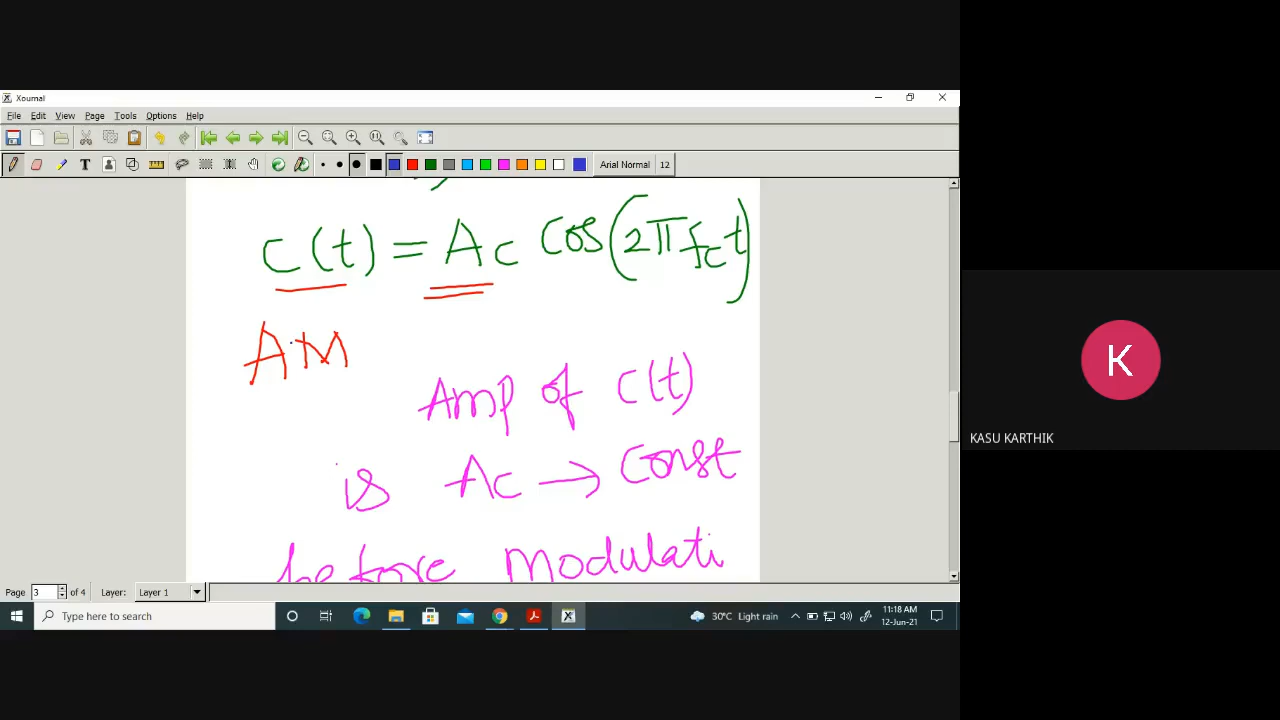 Xournal
File Edit View Page Tools Options Help
Arial Normal 12
c(t) = Ac Cos(2π fc t)
AM
Amp of c(t)
is Ac → Const
before Modulati
KASU KARTHIK
K
Page 3 of 4 Layer: Layer 1
Type here to search
30°C Light rain
11:18 AM
12-Jun-21